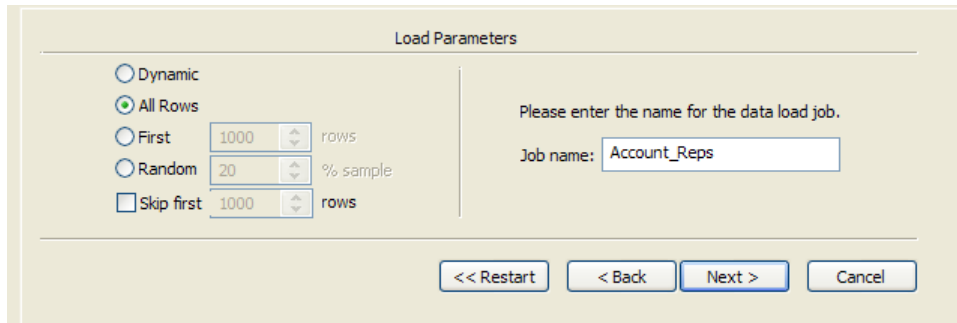 Load Parameters
Dynamic
All Rows
First 1000 rows
Random 20 % sample
Skip first 1000 rows
Please enter the name for the data load job.
Job name: Account_Reps
<< Restart < Back Next > Cancel